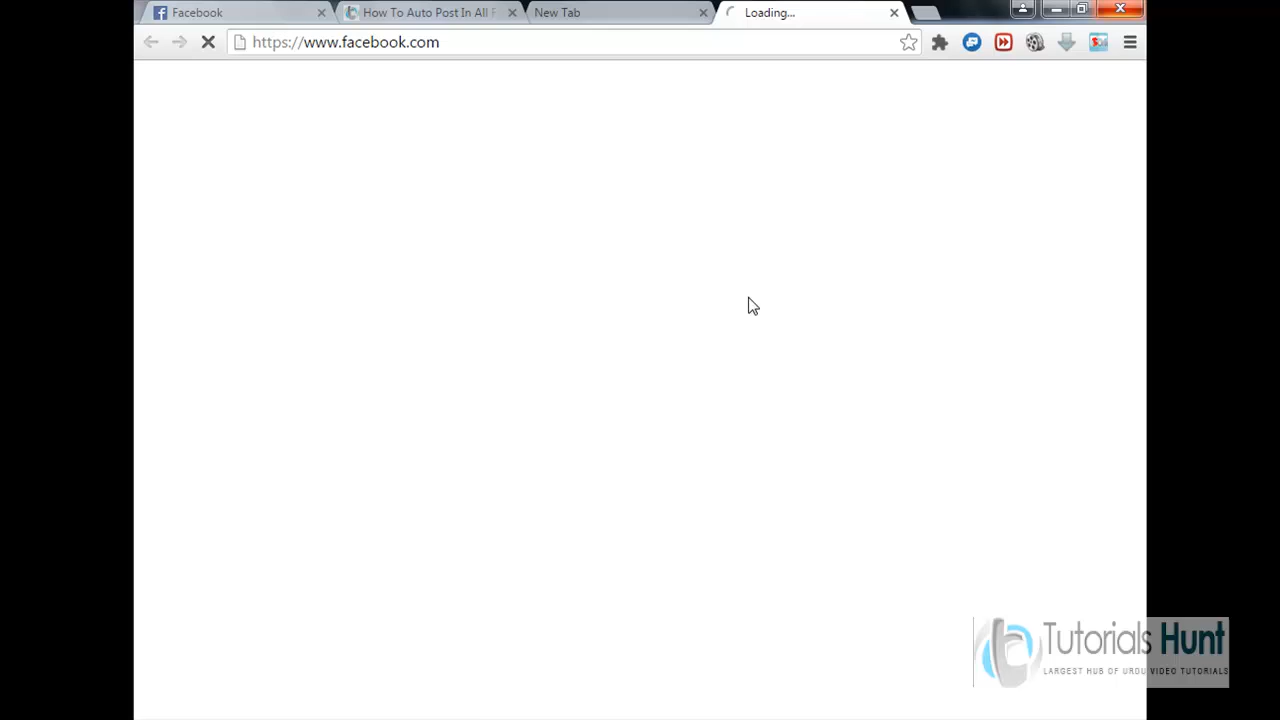 Facebook
How To Auto Post In All F
New Tab
Loading...
https://www.facebook.com
Tutorials Hunt
LARGEST HUB OF URDU VIDEO TUTORIALS